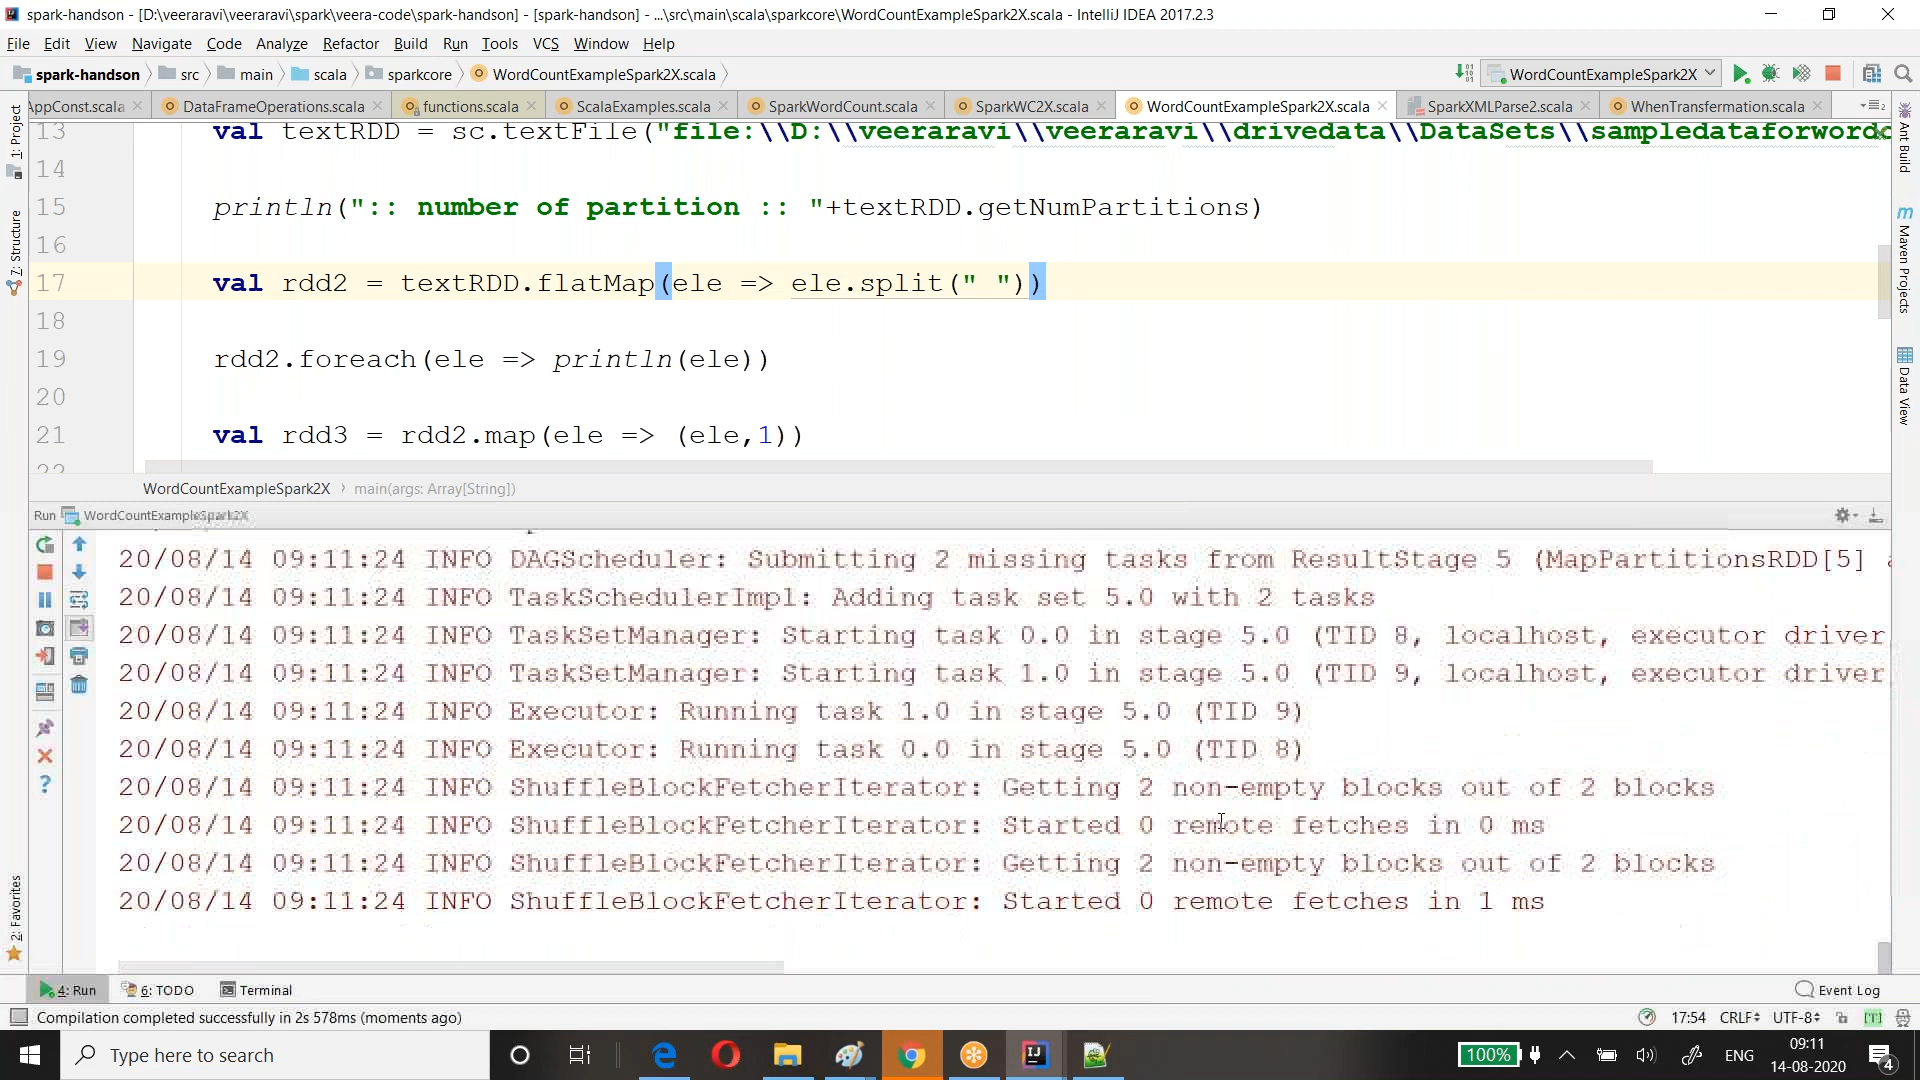 spark-handson - [D:\veeraravi\veeraravi\spark\veera-code\spark-handson] - [spark-handson] - ...\src\main\scala\sparkcore\WordCountExampleSpark2X.scala - IntelliJ IDEA 2017.2.3
File Edit View Navigate Code Analyze Refactor Build Run Tools VCS Window Help
spark-handson src main scala sparkcore WordCountExampleSpark2X.scala WordCountExampleSpark2X
AppConst.scala DataFrameOperations.scala functions.scala ScalaExamples.scala SparkWordCount.scala SparkWC2X.scala WordCountExampleSpark2X.scala SparkXMLParse2.scala WhenTransfermation.scala
1: Project
7: Structure
2: Favorites
Ant Build
Maven Projects
Data View
13 val textRDD = sc.textFile("file:\\D:\\veeraravi\\veeraravi\\drivedata\\DataSets\\sampledataforword
14
15 println(":: number of partition :: "+textRDD.getNumPartitions)
16
17 val rdd2 = textRDD.flatMap(ele => ele.split(" "))
18
19 rdd2.foreach(ele => println(ele))
20
21 val rdd3 = rdd2.map(ele => (ele,1))
22
WordCountExampleSpark2X main(args: Array[String])
Run WordCountExampleSpark2X
20/08/14 09:11:24 INFO DAGScheduler: Submitting 2 missing tasks from ResultStage 5 (MapPartitionsRDD[5] a
20/08/14 09:11:24 INFO TaskSchedulerImpl: Adding task set 5.0 with 2 tasks
20/08/14 09:11:24 INFO TaskSetManager: Starting task 0.0 in stage 5.0 (TID 8, localhost, executor driver
20/08/14 09:11:24 INFO TaskSetManager: Starting task 1.0 in stage 5.0 (TID 9, localhost, executor driver
20/08/14 09:11:24 INFO Executor: Running task 1.0 in stage 5.0 (TID 9)
20/08/14 09:11:24 INFO Executor: Running task 0.0 in stage 5.0 (TID 8)
20/08/14 09:11:24 INFO ShuffleBlockFetcherIterator: Getting 2 non-empty blocks out of 2 blocks
20/08/14 09:11:24 INFO ShuffleBlockFetcherIterator: Started 0 remote fetches in 0 ms
20/08/14 09:11:24 INFO ShuffleBlockFetcherIterator: Getting 2 non-empty blocks out of 2 blocks
20/08/14 09:11:24 INFO ShuffleBlockFetcherIterator: Started 0 remote fetches in 1 ms
4: Run 6: TODO Terminal Event Log
Compilation completed successfully in 2s 578ms (moments ago) 17:54 CRLF UTF-8
Type here to search 100% ENG 09:11
14-08-2020 4